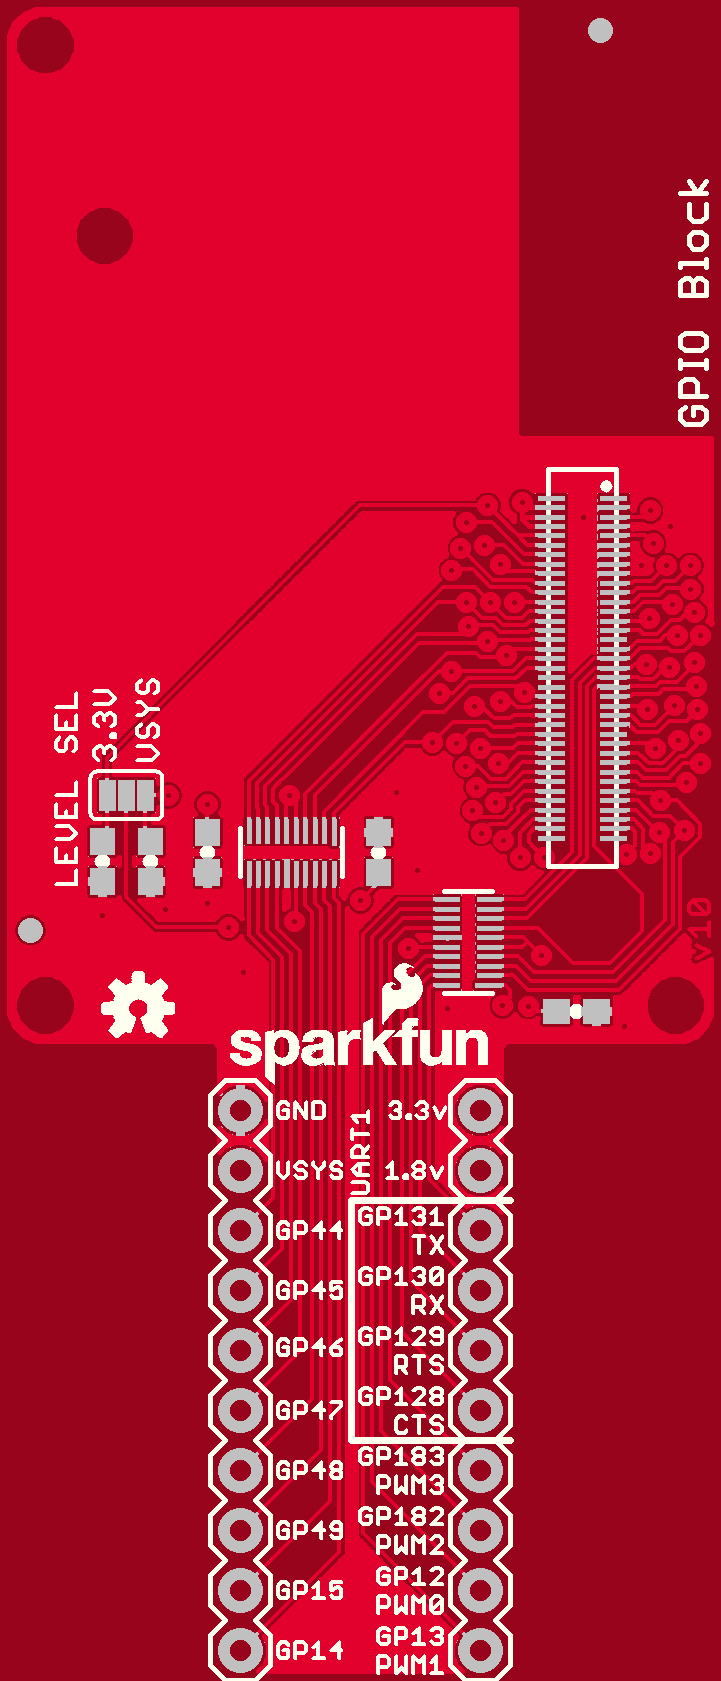 GPIO Block
LEVEL SEL
3.3V
VSYS
v10
sparkfun
GND
3.3v
UART1
VSYS
1.8v
GP44
GP131
TX
GP45
GP130
RX
GP46
GP129
RTS
GP47
GP128
CTS
GP48
GP183
PWM3
GP49
GP182
PWM2
GP15
GP12
PWM0
GP14
GP13
PWM1